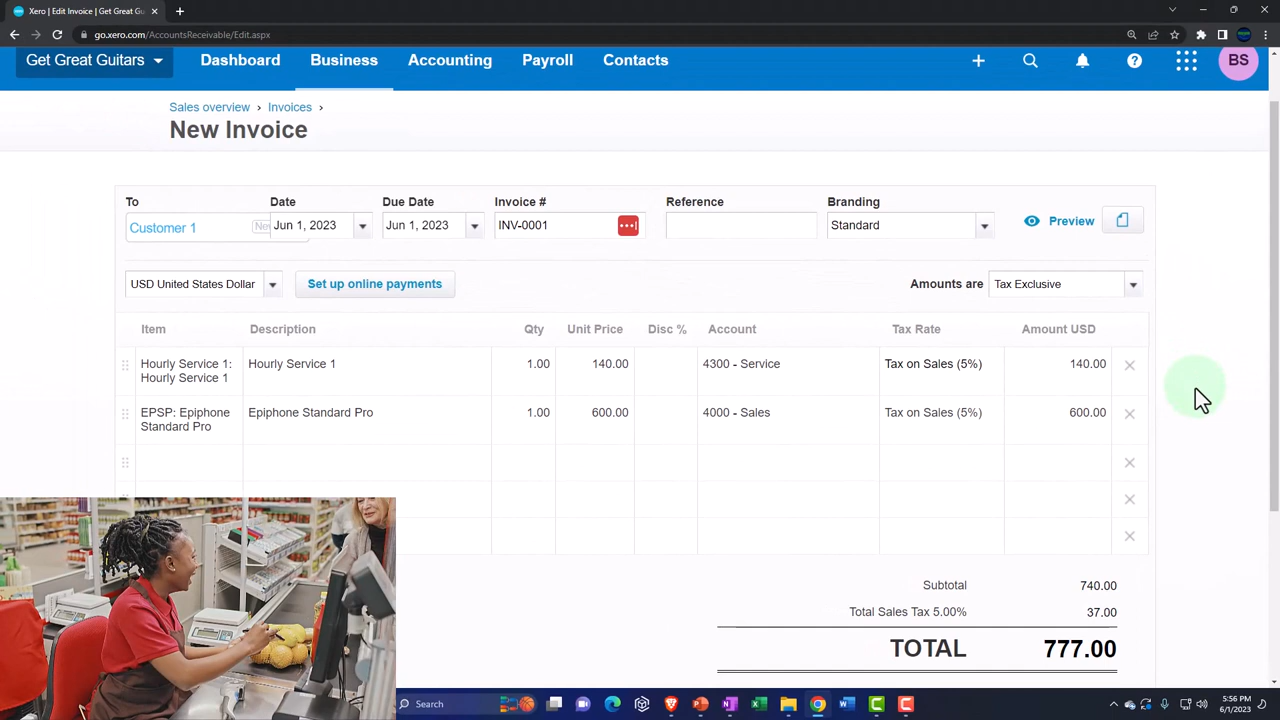 Xero | Edit Invoice | Get Great Gu
go.xero.com/AccountsReceivable/Edit.aspx
Get Great Guitars
Dashboard
Business
Accounting
Payroll
Contacts
BS
Sales overview › Invoices ›
New Invoice
To
Date
Due Date
Invoice #
Reference
Branding
Customer 1
Jun 1, 2023
Jun 1, 2023
INV-0001
Standard
Preview
USD United States Dollar
Set up online payments
Amounts are
Tax Exclusive
Item
Description
Qty
Unit Price
Disc %
Account
Tax Rate
Amount USD
Hourly Service 1:
Hourly Service 1
Hourly Service 1
1.00
140.00
4300 - Service
Tax on Sales (5%)
140.00
EPSP: Epiphone
Standard Pro
Epiphone Standard Pro
1.00
600.00
4000 - Sales
Tax on Sales (5%)
600.00
Subtotal
740.00
Total Sales Tax 5.00%
37.00
TOTAL
777.00
Search
5:56 PM
6/1/2023